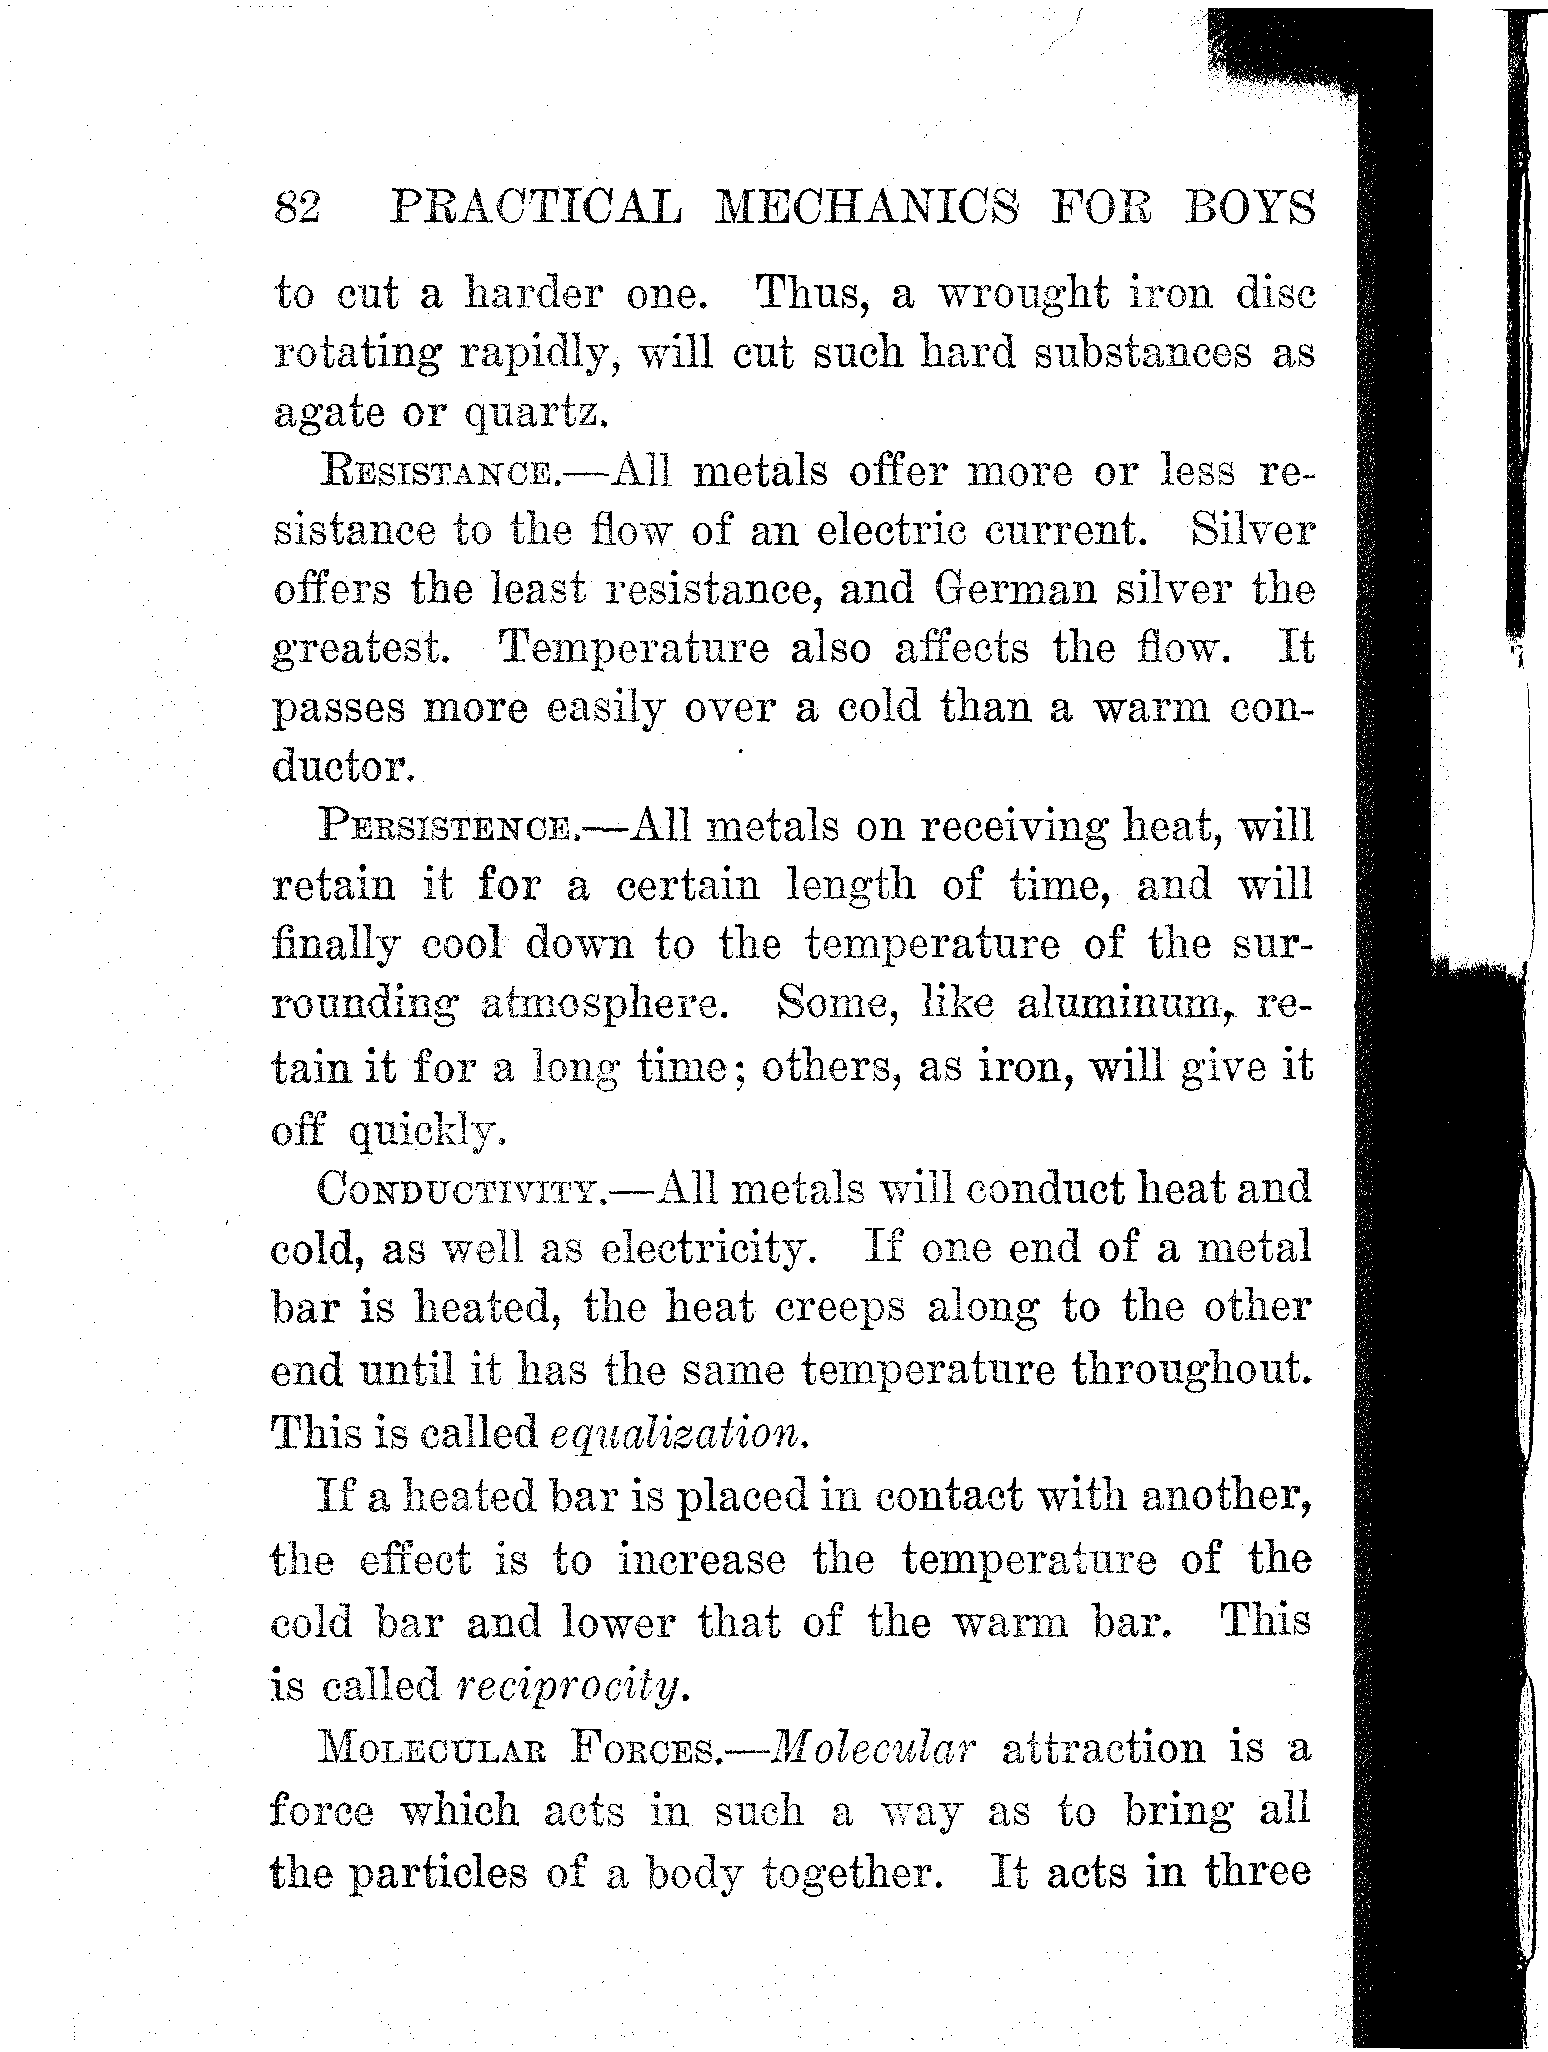 82 PRACTICAL MECHANICS FOR BOYS
to cut a harder one. Thus, a wrought iron disc
rotating rapidly, will cut such hard substances as
agate or quartz.
RESISTANCE.—All metals offer more or less re-
sistance to the flow of an electric current. Silver
offers the least resistance, and German silver the
greatest. Temperature also affects the flow. It
passes more easily over a cold than a warm con-
ductor.
PERSISTENCE.—All metals on receiving heat, will
retain it for a certain length of time, and will
finally cool down to the temperature of the sur-
rounding atmosphere. Some, like aluminum, re-
tain it for a long time; others, as iron, will give it
off quickly.
CONDUCTIVITY.—All metals will conduct heat and
cold, as well as electricity. If one end of a metal
bar is heated, the heat creeps along to the other
end until it has the same temperature throughout.
This is called equalization.
If a heated bar is placed in contact with another,
the effect is to increase the temperature of the
cold bar and lower that of the warm bar. This
is called reciprocity.
MOLECULAR FORCES.—Molecular attraction is a
force which acts in such a way as to bring all
the particles of a body together. It acts in three